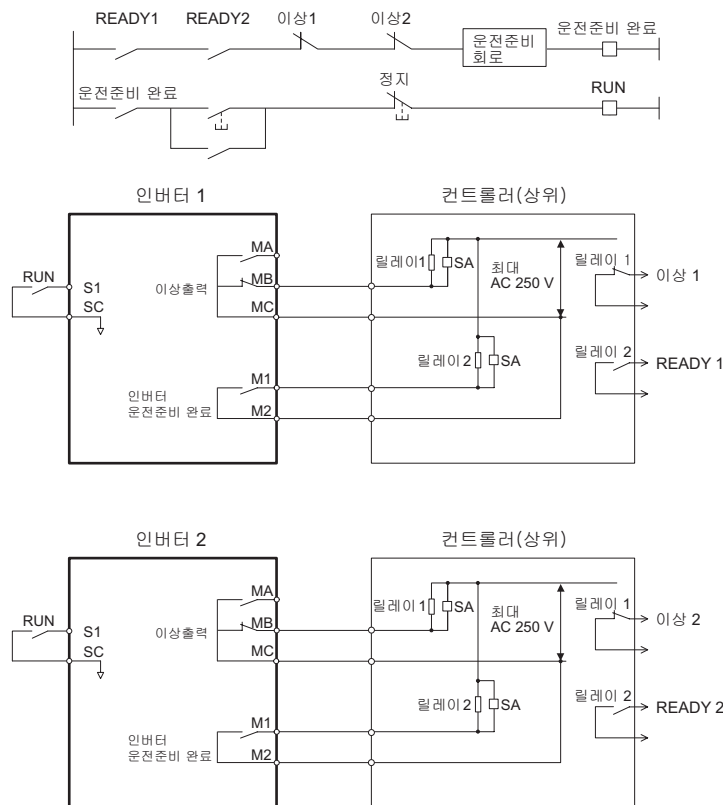 READY1 READY2 이상1 이상2 운전준비 완료
운전준비
회로
운전준비 완료 정지 RUN
인버터 1 컨트롤러(상위)
MA
RUN S1 이상출력 MB 릴레이1 SA 최대 릴레이 1 이상 1
AC 250 V
SC MC
릴레이2 SA 릴레이 2 READY 1
인버터 M1
운전준비 완료 M2
인버터 2 컨트롤러(상위)
MA
RUN S1 이상출력 MB 릴레이1 SA 최대 릴레이 1 이상 2
AC 250 V
SC MC
릴레이2 SA 릴레이 2 READY 2
인버터 M1
운전준비 완료 M2